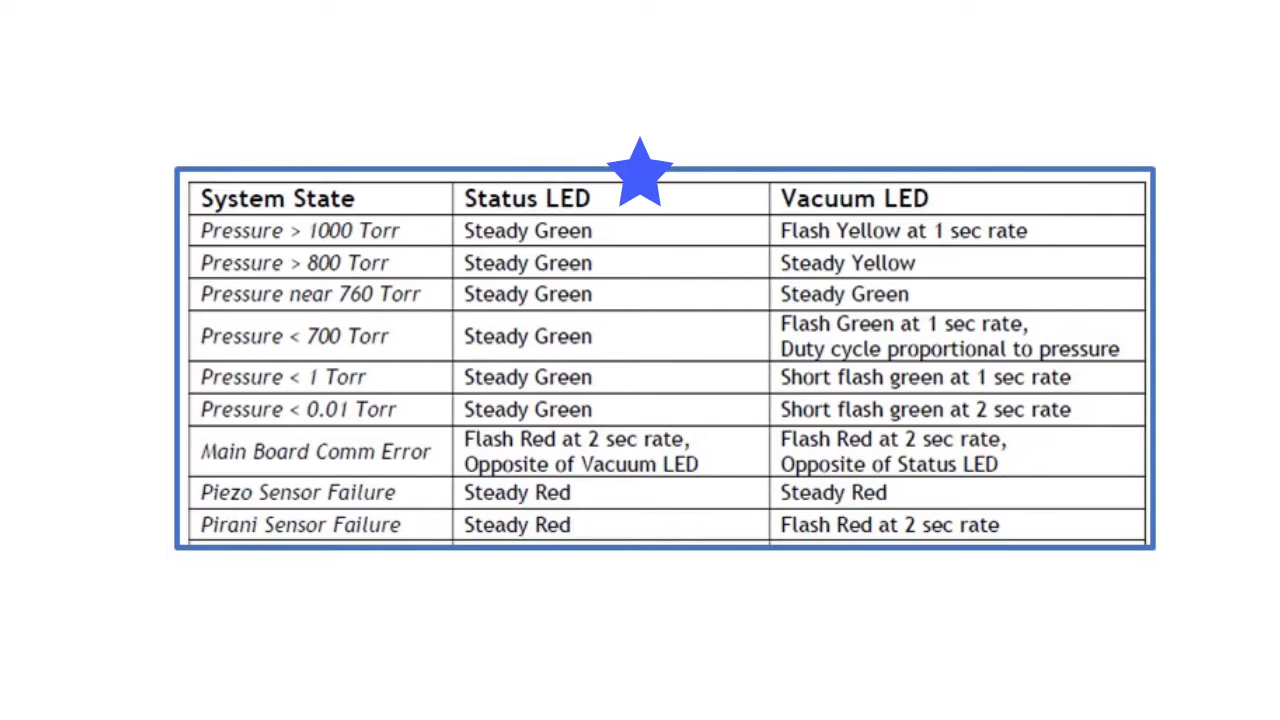 System State Status LED Vacuum LED
Pressure > 1000 Torr Steady Green Flash Yellow at 1 sec rate
Pressure > 800 Torr Steady Green Steady Yellow
Pressure near 760 Torr Steady Green Steady Green
Pressure < 700 Torr Steady Green Flash Green at 1 sec rate,
Duty cycle proportional to pressure
Pressure < 1 Torr Steady Green Short flash green at 1 sec rate
Pressure < 0.01 Torr Steady Green Short flash green at 2 sec rate
Main Board Comm Error Flash Red at 2 sec rate, Flash Red at 2 sec rate,
Opposite of Vacuum LED Opposite of Status LED
Piezo Sensor Failure Steady Red Steady Red
Pirani Sensor Failure Steady Red Flash Red at 2 sec rate